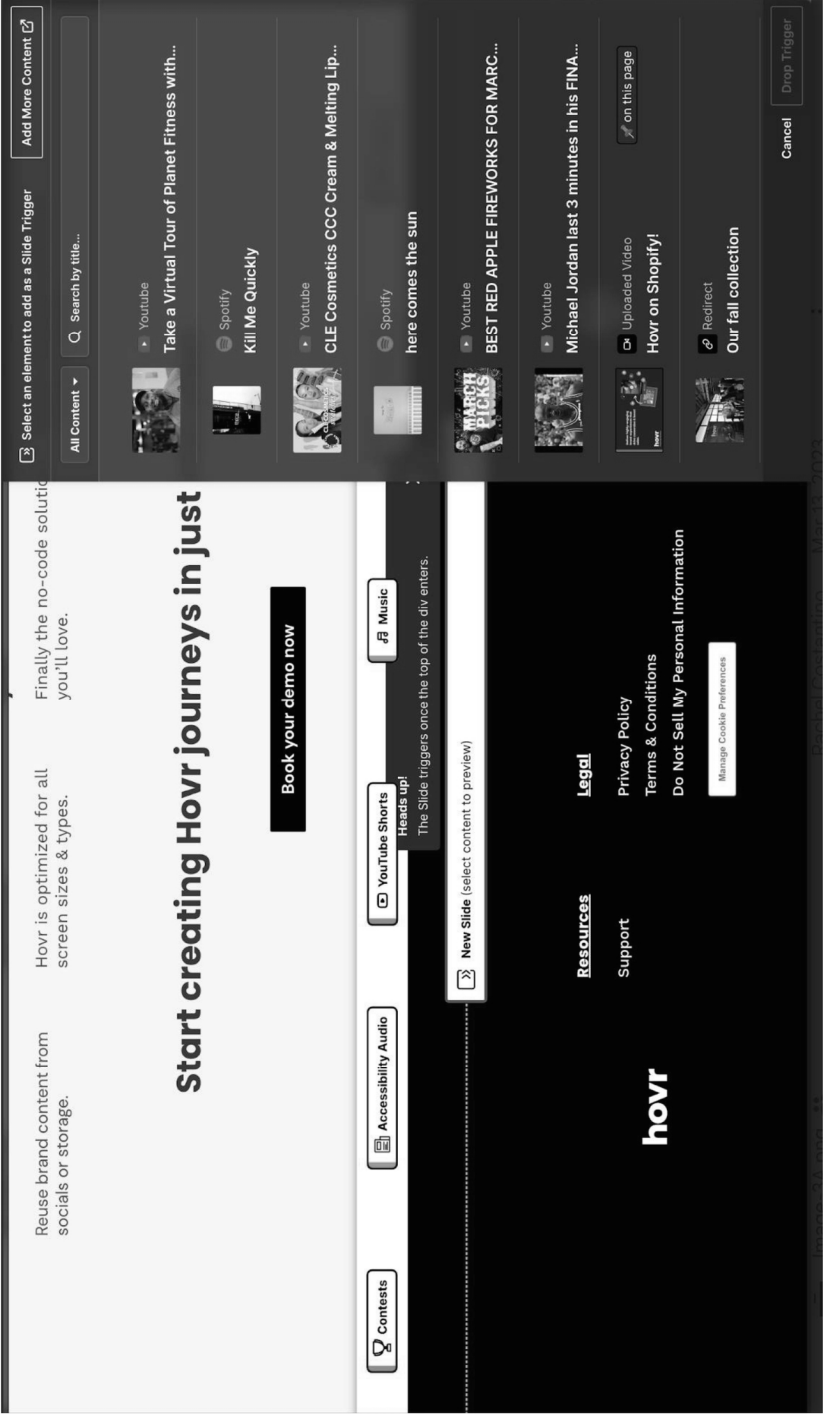 Reuse brand content from
socials or storage.
Hovr is optimized for all
screen sizes & types.
Finally the no-code solutio
you'll love.
Start creating Hovr journeys in just
Book your demo now
Contests
Accessibility Audio
YouTube Shorts
Music
Heads up!
The Slide triggers once the top of the div enters.
New Slide (select content to preview)
hovr
Resources
Support
Legal
Privacy Policy
Terms & Conditions
Do Not Sell My Personal Information
Manage Cookie Preferences
Select an element to add as a Slide Trigger
Add More Content
All Content
Search by title...
Youtube
Take a Virtual Tour of Planet Fitness with...
Spotify
Kill Me Quickly
Youtube
CLE Cosmetics CCC Cream & Melting Lip...
Spotify
here comes the sun
MARCH
PICKS
Youtube
BEST RED APPLE FIREWORKS FOR MARC...
Youtube
Michael Jordan last 3 minutes in his FINA...
hovr
Uploaded Video
Hovr on Shopify!
on this page
Redirect
Our fall collection
Cancel
Drop Trigger